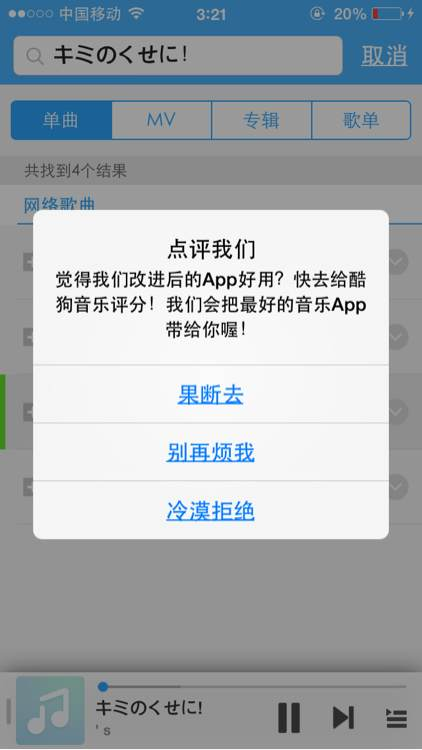 中国移动 3:21 20%
キミのくせに! 取消
单曲 MV 专辑 歌单
共找到4个结果
网络歌曲
点评我们
觉得我们改进后的App好用？快去给酷
狗音乐评分！我们会把最好的音乐App
带给你喔！
果断去
别再烦我
冷漠拒绝
キミのくせに!
' s